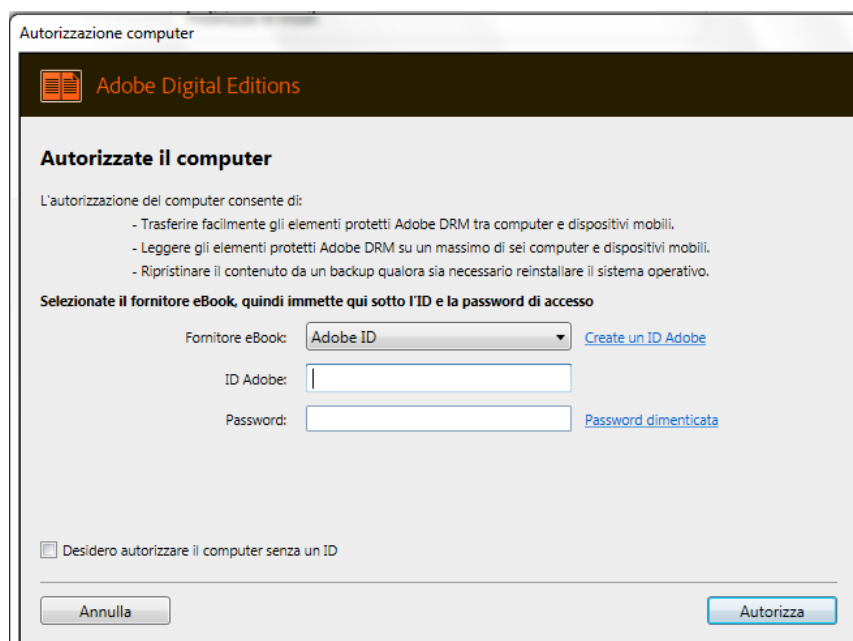 Autorizzazione computer
Adobe Digital Editions
Autorizzate il computer
L'autorizzazione del computer consente di:
- Trasferire facilmente gli elementi protetti Adobe DRM tra computer e dispositivi mobili.
- Leggere gli elementi protetti Adobe DRM su un massimo di sei computer e dispositivi mobili.
- Ripristinare il contenuto da un backup qualora sia necessario reinstallare il sistema operativo.
Selezionate il fornitore eBook, quindi immette qui sotto l'ID e la password di accesso
Fornitore eBook: Adobe ID Create un ID Adobe
ID Adobe:
Password: Password dimenticata
Desidero autorizzare il computer senza un ID
Annulla Autorizza